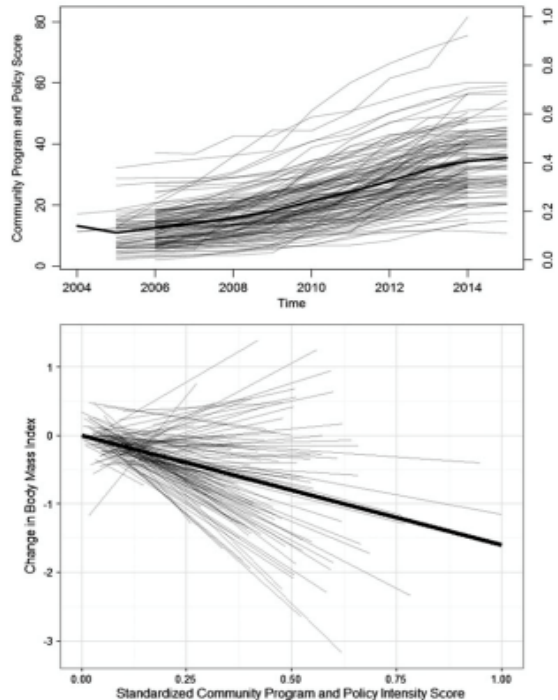 Community Program and Policy Score
80
60
40
20
0
1.0
0.8
0.6
0.4
0.2
0.0
2004 2006 2008 2010 2012 2014
Time
Change in Body Mass Index
1
0
-1
-2
-3
0.00 0.25 0.50 0.75 1.00
Standardized Community Program and Policy Intensity Score